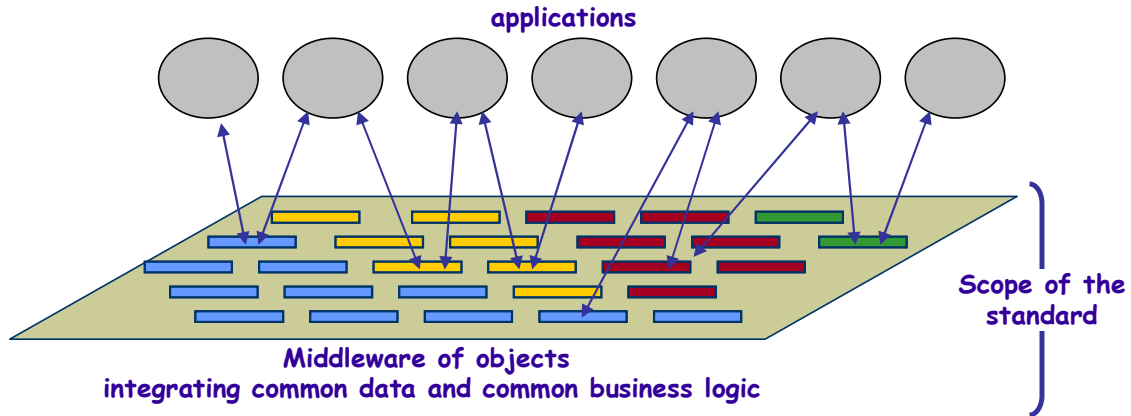 applications
Scope of the
standard
Middleware of objects
integrating common data and common business logic